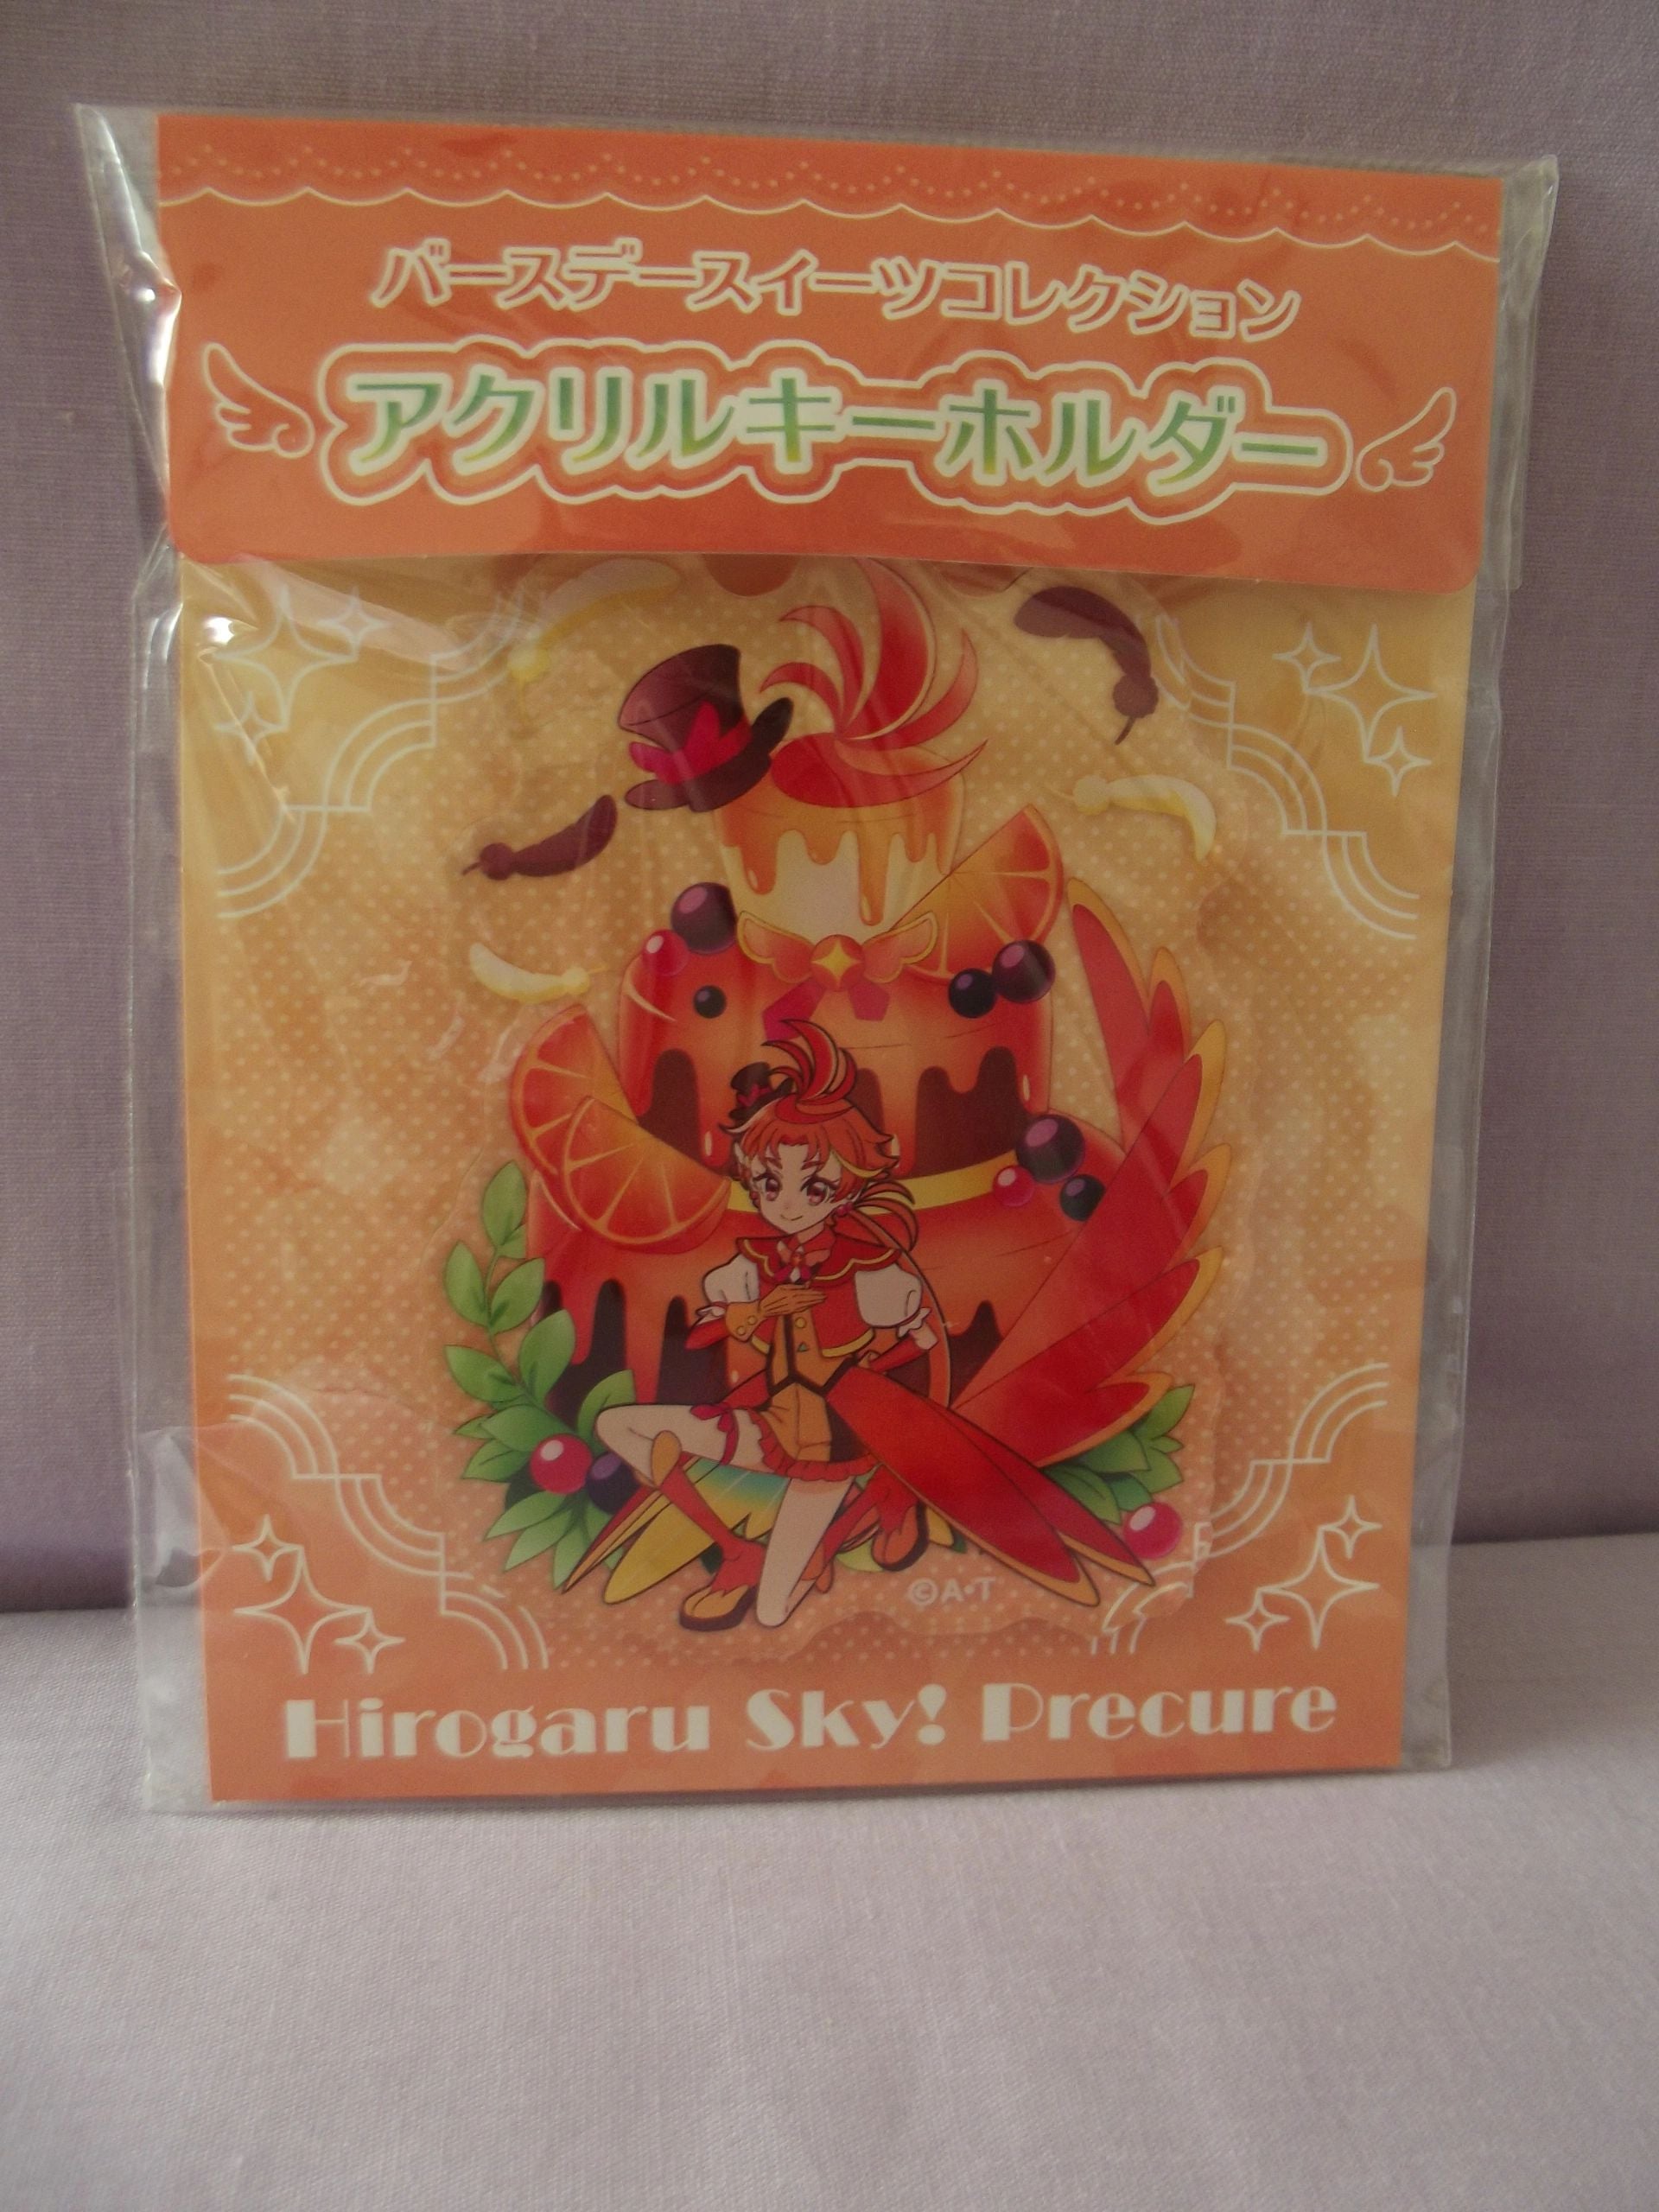 バースデースイーツコレクション
アクリルキーホルダー
©A・T
Hirogaru Sky! Precure